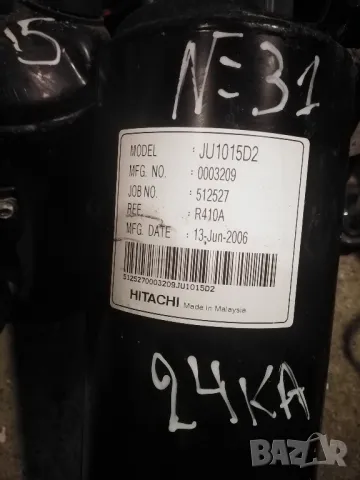 5
N=31
MODEL : JU1015D2
MFG. NO. : 0003209
JOB NO. : 512527
REF. : R410A
MFG. DATE : 13-Jun-2006
5125270003209JU1015D2
HITACHI Made in Malaysia
24KA
BAZAR